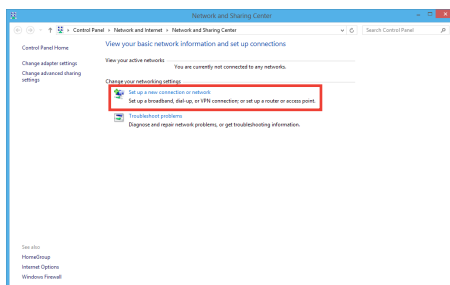 Network and Sharing Center
Control Panel › Network and Internet › Network and Sharing Center
Search Control Panel
Control Panel Home
Change adapter settings
Change advanced sharing
settings
View your basic network information and set up connections
View your active networks
You are currently not connected to any networks.
Change your networking settings
Set up a new connection or network
Set up a broadband, dial-up, or VPN connection; or set up a router or access point.
Troubleshoot problems
Diagnose and repair network problems, or get troubleshooting information.
See also
HomeGroup
Internet Options
Windows Firewall